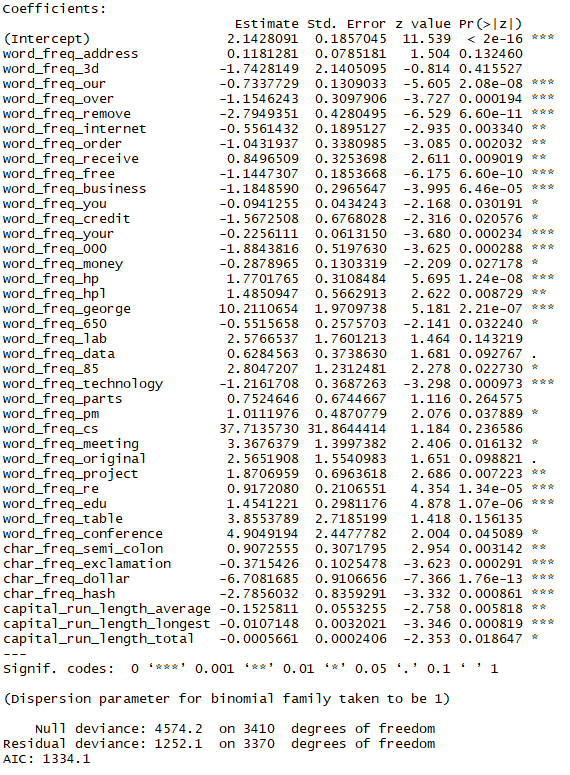 Coefficients:
Estimate Std. Error z value Pr(>|z|)
(Intercept) 2.1428091 0.1857045 11.539 < 2e-16 ***
word_freq_address 0.1181281 0.0785181 1.504 0.132460
word_freq_3d -1.7428149 2.1405095 -0.814 0.415527
word_freq_our -0.7337729 0.1309033 -5.605 2.08e-08 ***
word_freq_over -1.1546243 0.3097906 -3.727 0.000194 ***
word_freq_remove -2.7949351 0.4280495 -6.529 6.60e-11 ***
word_freq_internet -0.5561432 0.1895127 -2.935 0.003340 **
word_freq_order -1.0431937 0.3380985 -3.085 0.002032 **
word_freq_receive 0.8496509 0.3253698 2.611 0.009019 **
word_freq_free -1.1447307 0.1853668 -6.175 6.60e-10 ***
word_freq_business -1.1848590 0.2965647 -3.995 6.46e-05 ***
word_freq_you -0.0941255 0.0434243 -2.168 0.030191 *
word_freq_credit -1.5672508 0.6768028 -2.316 0.020576 *
word_freq_your -0.2256111 0.0613150 -3.680 0.000234 ***
word_freq_000 -1.8843816 0.5197630 -3.625 0.000288 ***
word_freq_money -0.2878965 0.1303319 -2.209 0.027178 *
word_freq_hp 1.7701765 0.3108484 5.695 1.24e-08 ***
word_freq_hpl 1.4850947 0.5662913 2.622 0.008729 **
word_freq_george 10.2110654 1.9709738 5.181 2.21e-07 ***
word_freq_650 -0.5515658 0.2575703 -2.141 0.032240 *
word_freq_lab 2.5766537 1.7601213 1.464 0.143219
word_freq_data 0.6284563 0.3738630 1.681 0.092767 .
word_freq_85 2.8047207 1.2312481 2.278 0.022730 *
word_freq_technology -1.2161708 0.3687263 -3.298 0.000973 ***
word_freq_parts 0.7524646 0.6744667 1.116 0.264575
word_freq_pm 1.0111976 0.4870779 2.076 0.037889 *
word_freq_cs 37.7135730 31.8644414 1.184 0.236586
word_freq_meeting 3.3676379 1.3997382 2.406 0.016132 *
word_freq_original 2.5651908 1.5540983 1.651 0.098821 .
word_freq_project 1.8706959 0.6963618 2.686 0.007223 **
word_freq_re 0.9172080 0.2106551 4.354 1.34e-05 ***
word_freq_edu 1.4541221 0.2981176 4.878 1.07e-06 ***
word_freq_table 3.8553789 2.7185199 1.418 0.156135
word_freq_conference 4.9049194 2.4477782 2.004 0.045089 *
char_freq_semi_colon 0.9072555 0.3071795 2.954 0.003142 **
char_freq_exclamation -0.3715426 0.1025478 -3.623 0.000291 ***
char_freq_dollar -6.7081685 0.9106656 -7.366 1.76e-13 ***
char_freq_hash -2.7856032 0.8359291 -3.332 0.000861 ***
capital_run_length_average -0.1525811 0.0553255 -2.758 0.005818 **
capital_run_length_longest -0.0107148 0.0032021 -3.346 0.000819 ***
capital_run_length_total -0.0005661 0.0002406 -2.353 0.018647 *
---
Signif. codes: 0 ‘***’ 0.001 ‘**’ 0.01 ‘*’ 0.05 ‘.’ 0.1 ‘ ’ 1
(Dispersion parameter for binomial family taken to be 1)
Null deviance: 4574.2 on 3410 degrees of freedom
Residual deviance: 1252.1 on 3370 degrees of freedom
AIC: 1334.1